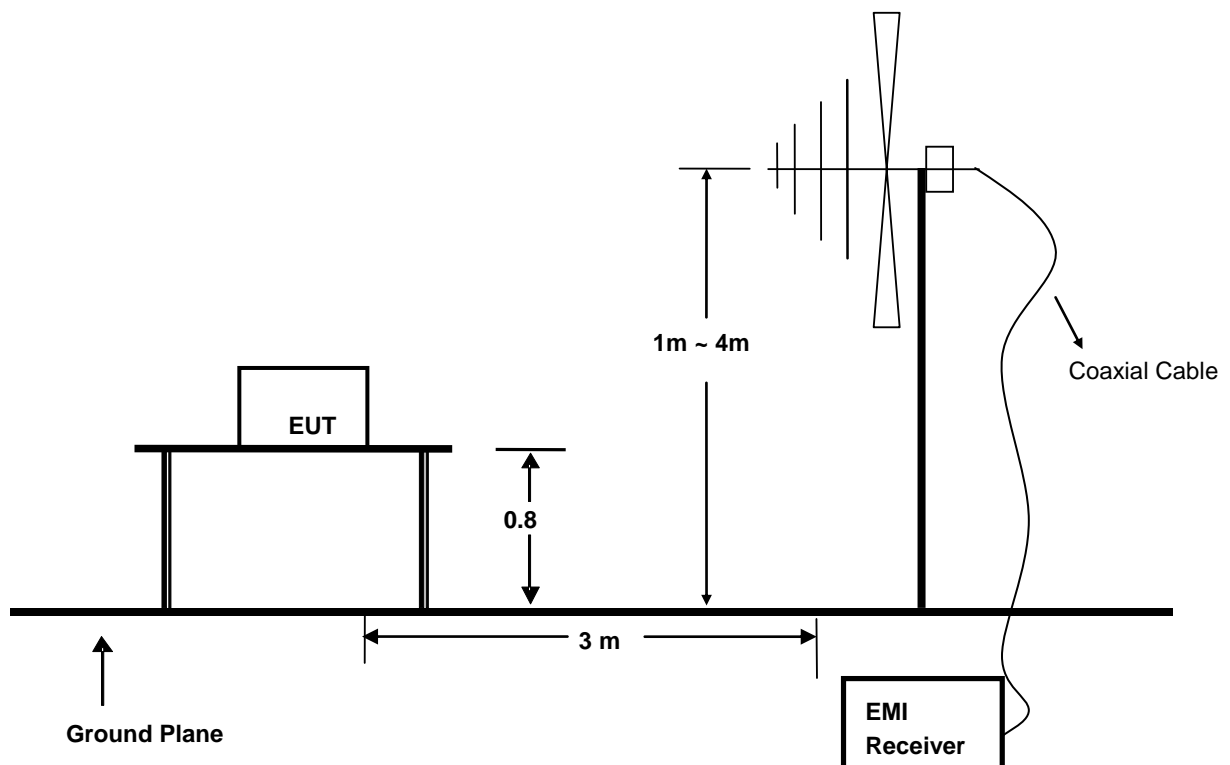 1m ~ 4m
Coaxial Cable
EUT
0.8
3 m
Ground Plane
EMI
Receiver